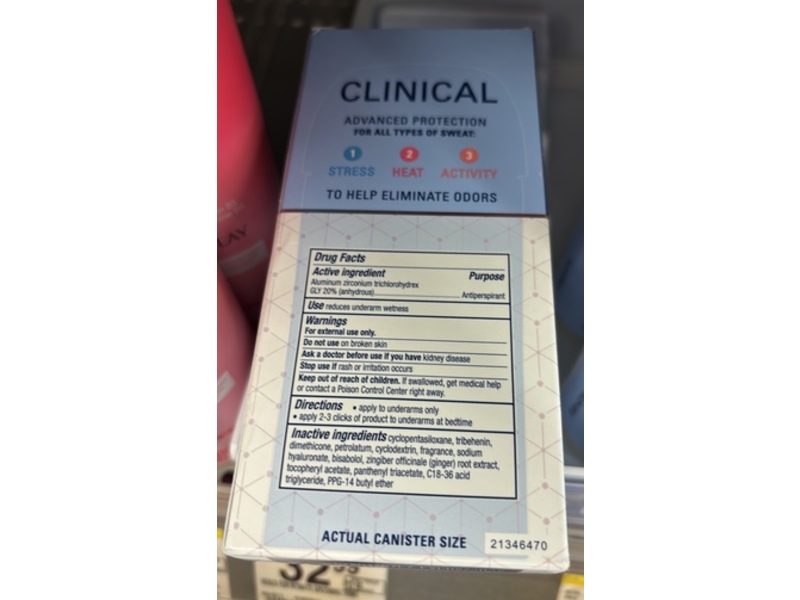 CLINICAL
ADVANCED PROTECTION
FOR ALL TYPES OF SWEAT:
1 2 3
STRESS HEAT ACTIVITY
TO HELP ELIMINATE ODORS
LAY
Drug Facts
Active ingredient Purpose
Aluminum zirconium trichlorohydrex
GLY 20% (anhydrous) Antiperspirant
Use reduces underarm wetness
Warnings
For external use only.
Do not use on broken skin
Ask a doctor before use if you have kidney disease
Stop use if rash or irritation occurs
Keep out of reach of children. If swallowed, get medical help
or contact a Poison Control Center right away.
Directions • apply to underarms only
• apply 2-3 clicks of product to underarms at bedtime
Inactive ingredients cyclopentasiloxane, tribehenin,
dimethicone, petrolatum, cyclodextrin, fragrance, sodium
hyaluronate, bisabolol, zingiber officinale (ginger) root extract,
tocopheryl acetate, panthenyl triacetate, C18-36 acid
triglyceride, PPG-14 butyl ether
ACTUAL CANISTER SIZE 21346470
32